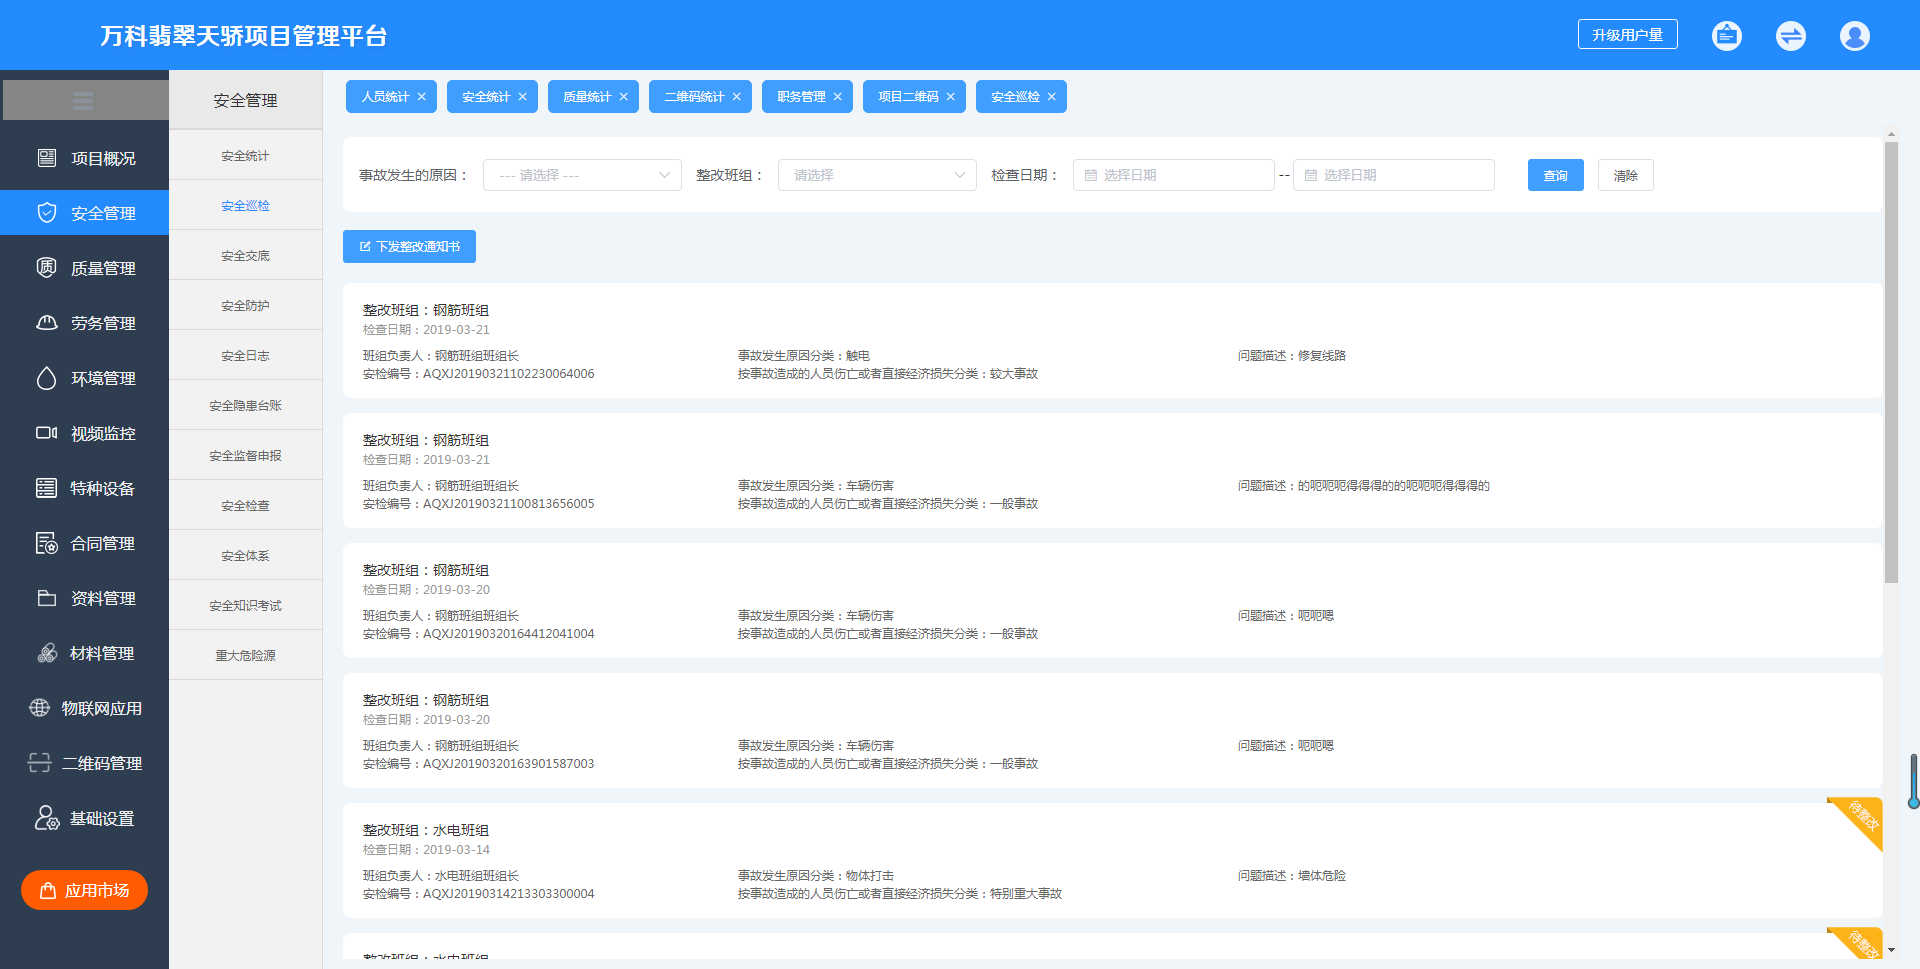 万科翡翠天骄项目管理平台
升级用户量
项目概况
安全管理
质量管理
劳务管理
环境管理
视频监控
特种设备
合同管理
资料管理
材料管理
物联网应用
二维码管理
基础设置
应用市场
安全管理
安全统计
安全巡检
安全交底
安全防护
安全日志
安全隐患台账
安全监督申报
安全检查
安全体系
安全知识考试
重大危险源
人员统计 ×
安全统计 ×
质量统计 ×
二维码统计 ×
职务管理 ×
项目二维码 ×
安全巡检 ×
事故发生的原因： --- 请选择 --- 整改班组： 请选择 检查日期： 选择日期 -- 选择日期 查询 清除
下发整改通知书
整改班组：钢筋班组
检查日期：2019-03-21
班组负责人：钢筋班组班组长 事故发生原因分类：触电 问题描述：修复线路
安检编号：AQXJ20190321102230064006 按事故造成的人员伤亡或者直接经济损失分类：较大事故
整改班组：钢筋班组
检查日期：2019-03-21
班组负责人：钢筋班组班组长 事故发生原因分类：车辆伤害 问题描述：的呃呃呃得得得的的呃呃呃得得得的
安检编号：AQXJ20190321100813656005 按事故造成的人员伤亡或者直接经济损失分类：一般事故
整改班组：钢筋班组
检查日期：2019-03-20
班组负责人：钢筋班组班组长 事故发生原因分类：车辆伤害 问题描述：呃呃嗯
安检编号：AQXJ20190320164412041004 按事故造成的人员伤亡或者直接经济损失分类：一般事故
整改班组：钢筋班组
检查日期：2019-03-20
班组负责人：钢筋班组班组长 事故发生原因分类：车辆伤害 问题描述：呃呃嗯
安检编号：AQXJ20190320163901587003 按事故造成的人员伤亡或者直接经济损失分类：一般事故
待整改
整改班组：水电班组
检查日期：2019-03-14
班组负责人：水电班组班组长 事故发生原因分类：物体打击 问题描述：墙体危险
安检编号：AQXJ20190314213303300004 按事故造成的人员伤亡或者直接经济损失分类：特别重大事故
待整改
整改班组：水电班组